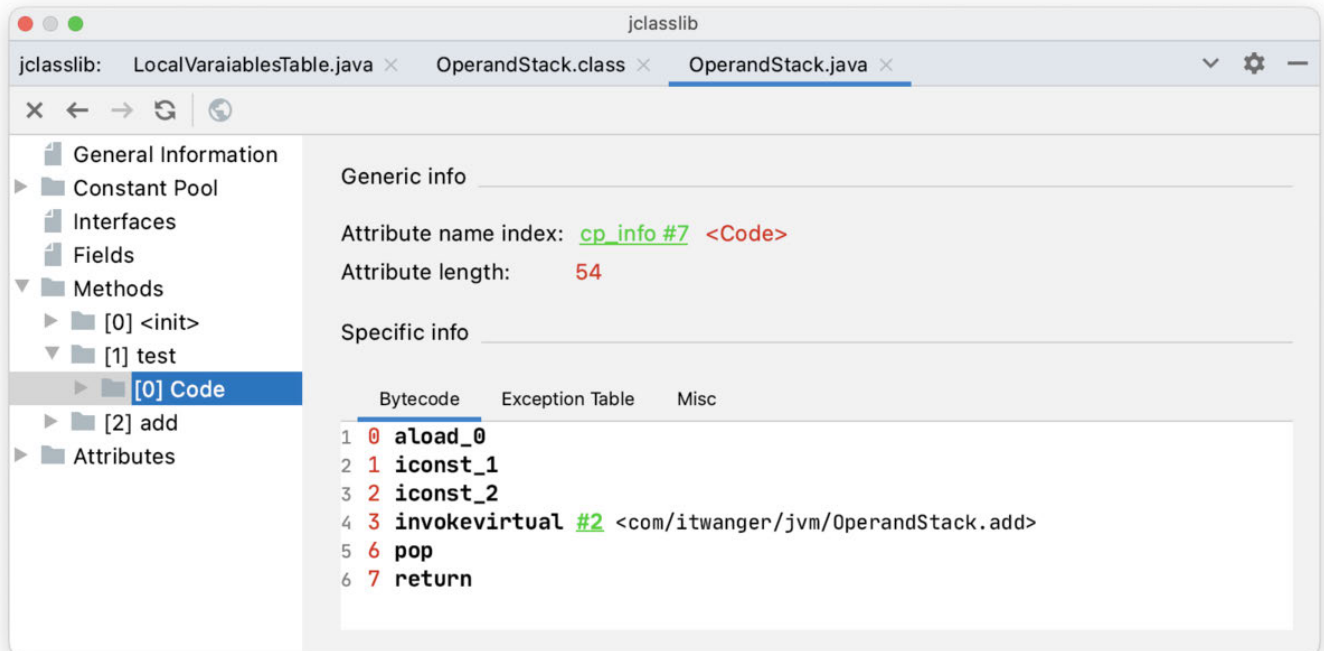 jclasslib
jclasslib: LocalVaraiablesTable.java OperandStack.class OperandStack.java
General Information
Constant Pool
Interfaces
Fields
Methods
[0] <init>
[1] test
[0] Code
[2] add
Attributes
Generic info
Attribute name index: cp_info #7 <Code>
Attribute length: 54
Specific info
Bytecode Exception Table Misc
1 0 aload_0
2 1 iconst_1
3 2 iconst_2
4 3 invokevirtual #2 <com/itwanger/jvm/OperandStack.add>
5 6 pop
6 7 return